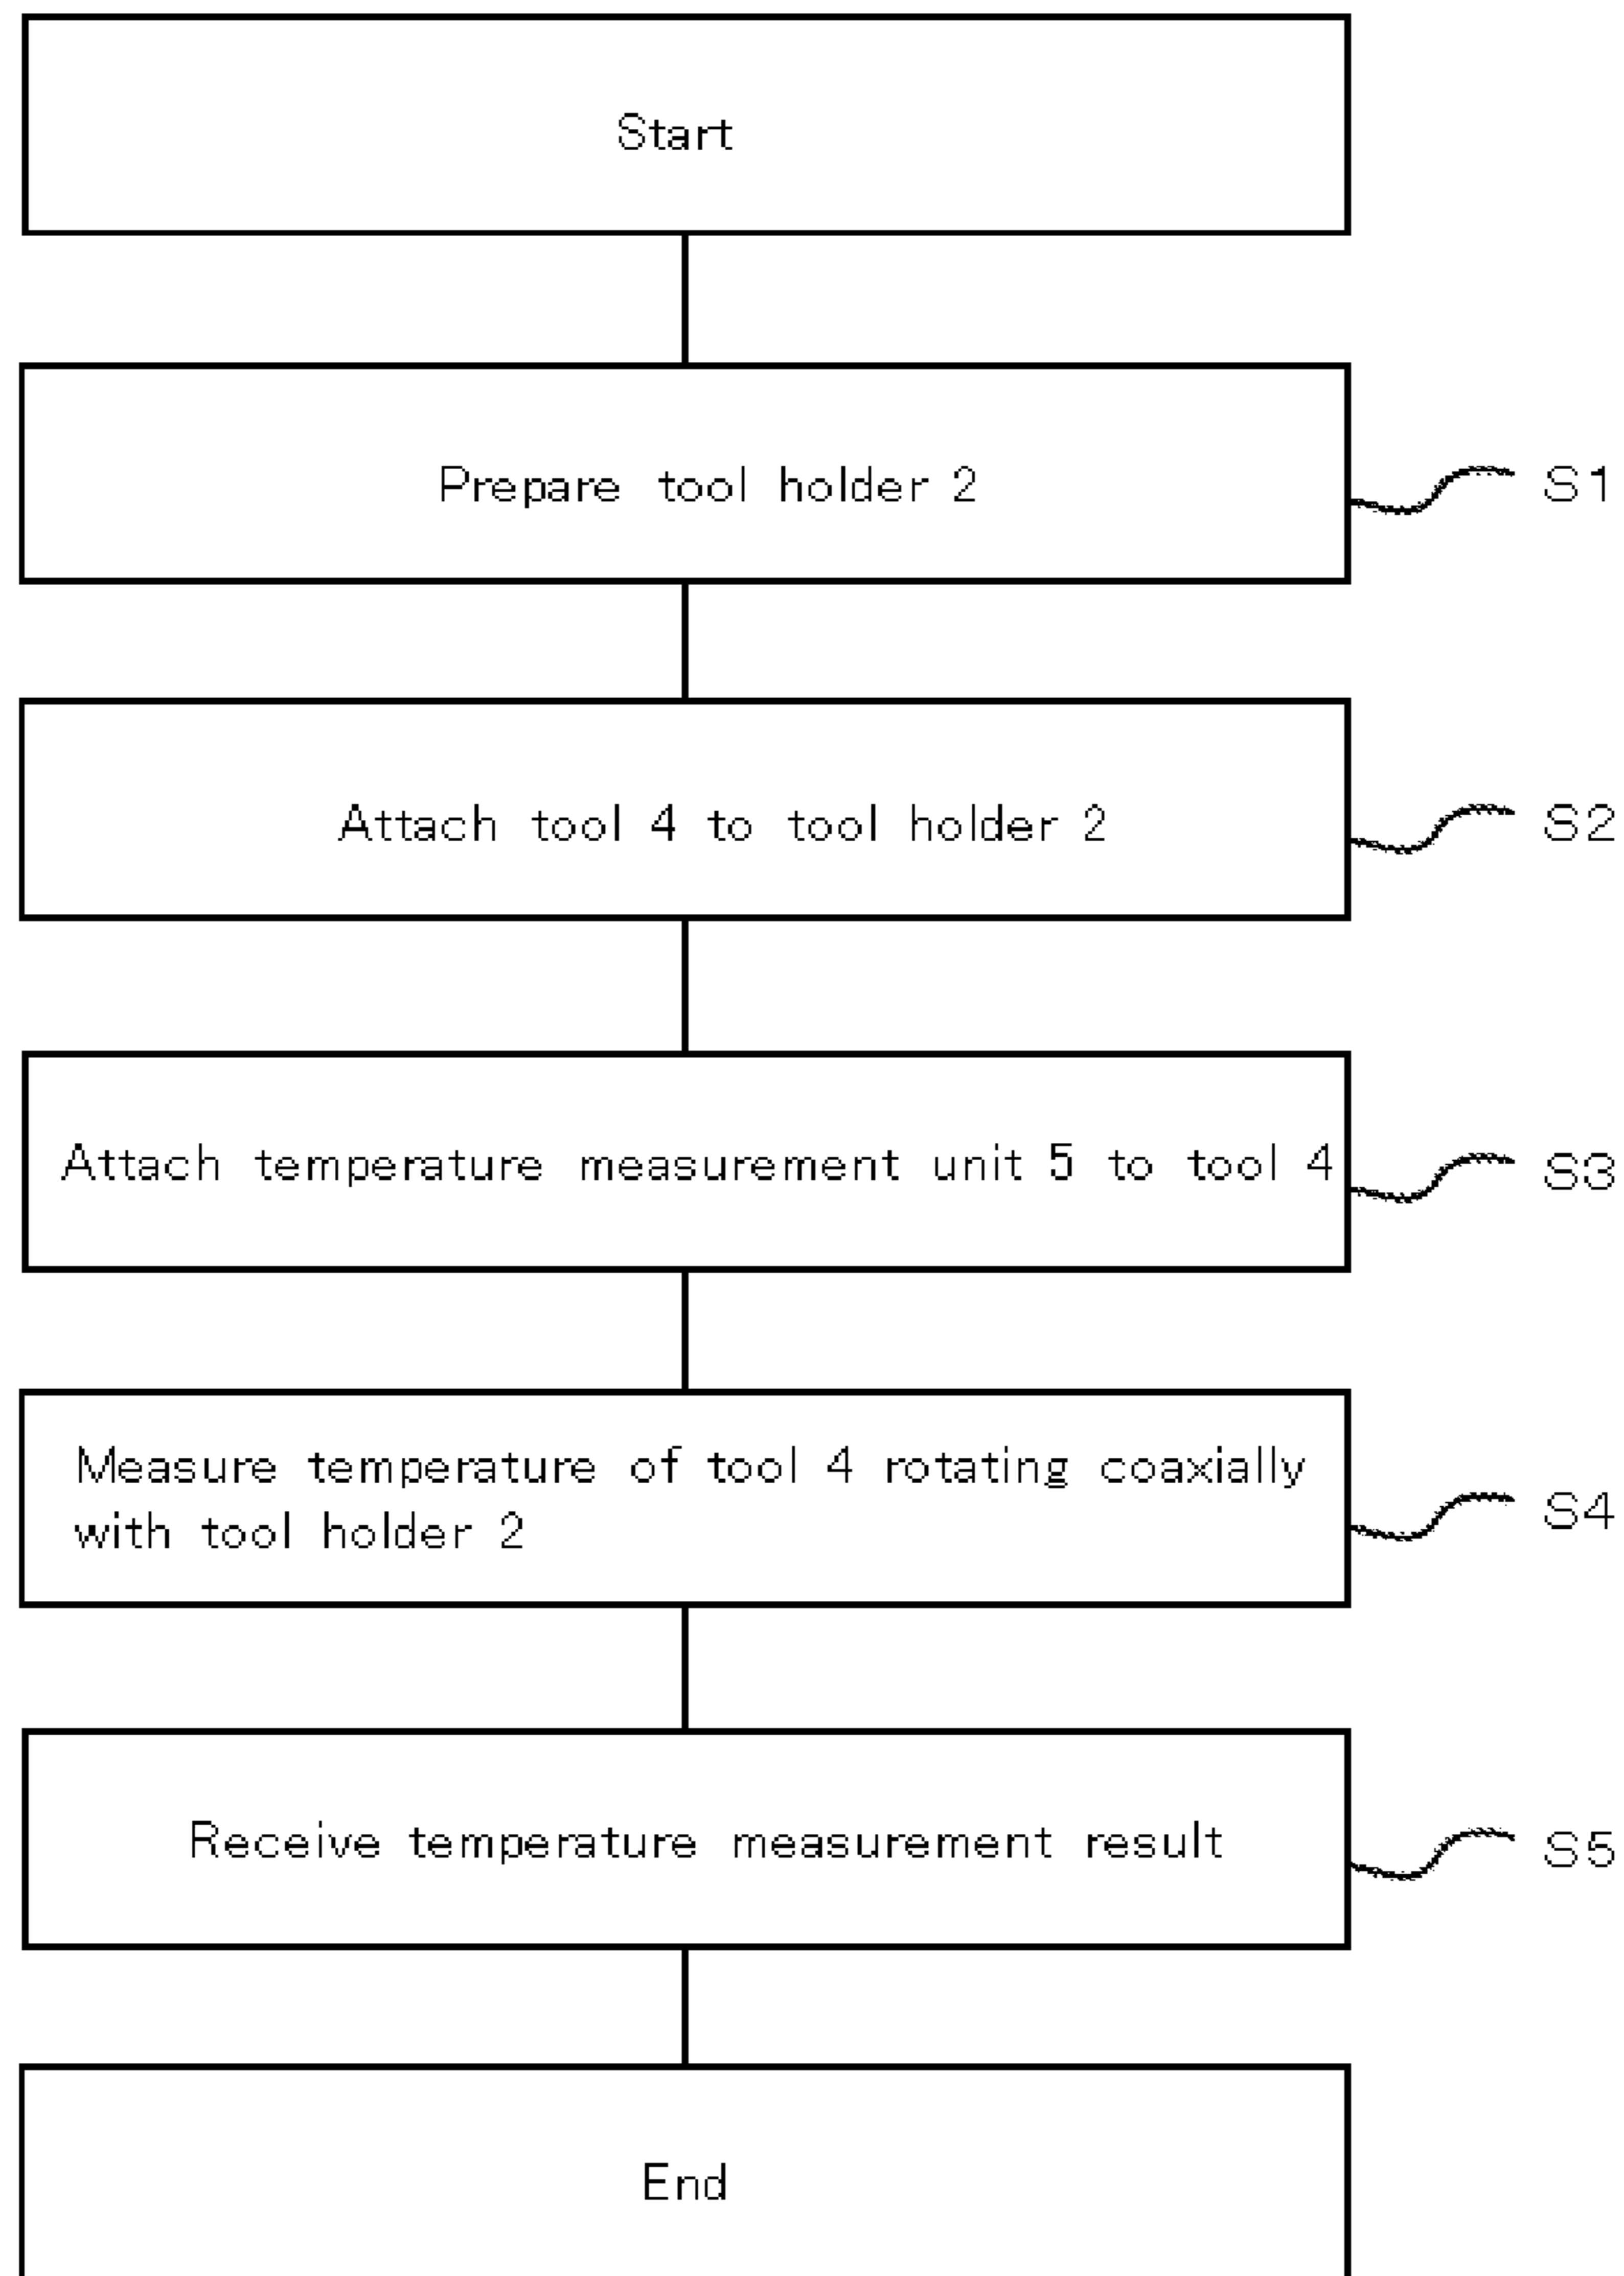 Start
Prepare tool holder 2
S1
Attach tool 4 to tool holder 2
S2
Attach temperature measurement unit 5 to tool 4
S3
Measure temperature of tool 4 rotating coaxially
with tool holder 2
S4
Receive temperature measurement result
S5
End